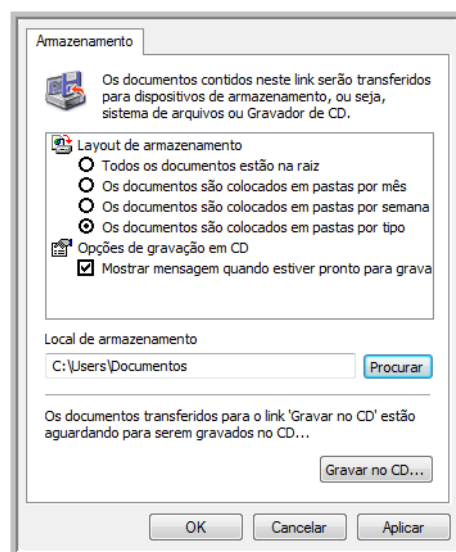 Armazenamento
Os documentos contidos neste link serão transferidos
para dispositivos de armazenamento, ou seja,
sistema de arquivos ou Gravador de CD.
Layout de armazenamento
Todos os documentos estão na raiz
Os documentos são colocados em pastas por mês
Os documentos são colocados em pastas por semana
Os documentos são colocados em pastas por tipo
Opções de gravação em CD
Mostrar mensagem quando estiver pronto para grava
Local de armazenamento
C:\Users\Documentos
Procurar
Os documentos transferidos para o link 'Gravar no CD' estão
aguardando para serem gravados no CD...
Gravar no CD...
OK Cancelar Aplicar